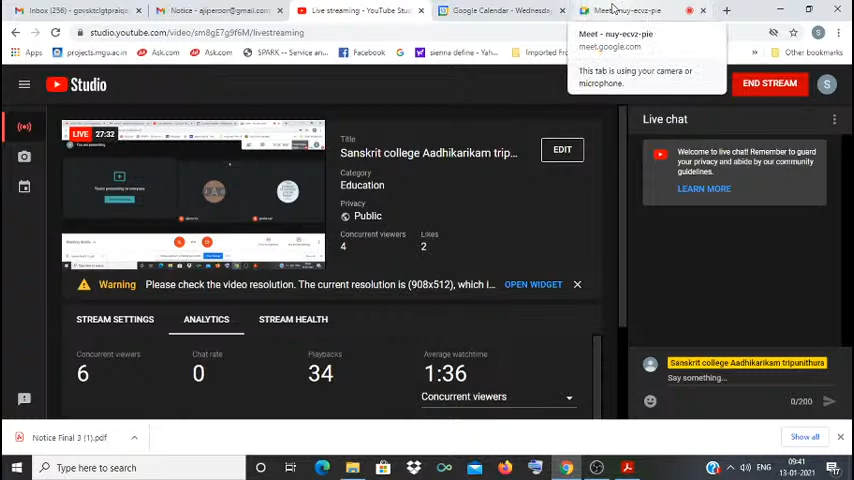 Inbox (256) - govsktclgtpraiqa
Notice - ajiperoor@gmail.com
Live streaming - YouTube Stu
Google Calendar - Wednesda
Meet - nuy-ecvz-pie
studio.youtube.com/video/sm8gE7g9f6M/livestreaming
Meet - nuy-ecvz-pie
meet.google.com
This tab is using your camera or
microphone.
Apps
projects.mgu.ac.in
Ask.com
Ask.com
SPARK -- Service an...
Facebook
G
sienna define - Yah...
Imported From
Other bookmarks
Studio
END STREAM
S
LIVE 27:32
Title
Sanskrit college Aadhikarikam trip...
EDIT
Category
Education
Privacy
Public
Concurrent viewers
Likes
4
2
Warning Please check the video resolution. The current resolution is (908x512), which i...
OPEN WIDGET
STREAM SETTINGS
ANALYTICS
STREAM HEALTH
Concurrent viewers
Chat rate
Playbacks
Average watchtime
6
0
34
1:36
Concurrent viewers
Live chat
Welcome to live chat! Remember to guard
your privacy and abide by our community
guidelines.
LEARN MORE
Sanskrit college Aadhikarikam tripunithura
Say something...
0/200
Notice Final 3 (1).pdf
Show all
Type here to search
ENG
09:41
13-01-2021
17